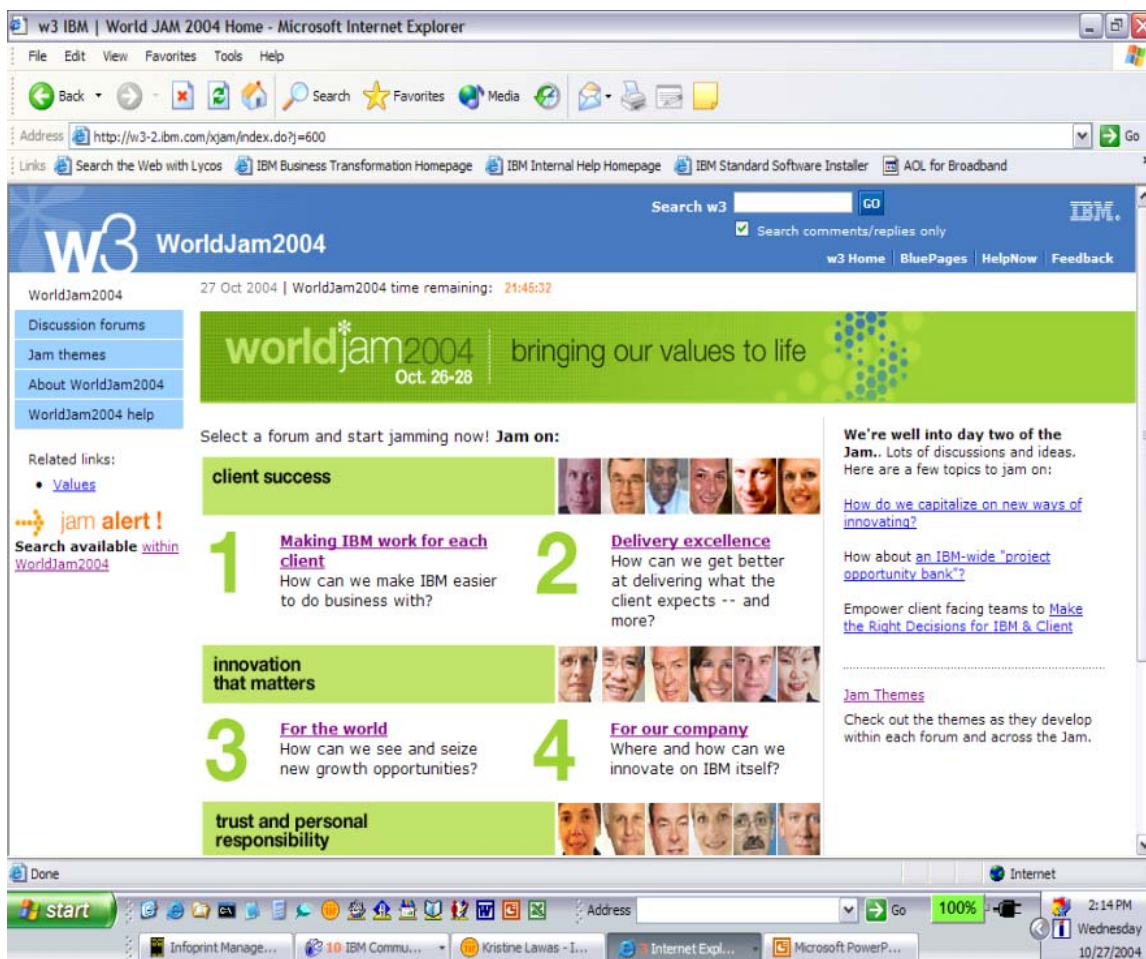 w3 IBM | World JAM 2004 Home - Microsoft Internet Explorer
File Edit View Favorites Tools Help
Back Search Favorites Media
Address http://w3-2.ibm.com/xjam/index.do?j=600 Go
Links Search the Web with Lycos IBM Business Transformation Homepage IBM Internal Help Homepage IBM Standard Software Installer AOL for Broadband
Search w3 GO
IBM.
w3 WorldJam2004
Search comments/replies only
w3 Home BluePages HelpNow Feedback
WorldJam2004
Discussion forums
Jam themes
About WorldJam2004
WorldJam2004 help
Related links:
Values
jam alert !
Search available within
WorldJam2004
27 Oct 2004 | WorldJam2004 time remaining: 21:45:32
world jam 2004 bringing our values to life
Oct. 26-28
Select a forum and start jamming now! Jam on:
client success
1 Making IBM work for each
client
How can we make IBM easier
to do business with?
2 Delivery excellence
How can we get better
at delivering what the
client expects -- and
more?
innovation
that matters
3 For the world
How can we see and seize
new growth opportunities?
4 For our company
Where and how can we
innovate on IBM itself?
trust and personal
responsibility
We're well into day two of the
Jam.. Lots of discussions and ideas.
Here are a few topics to jam on:
How do we capitalize on new ways of
innovating?
How about an IBM-wide "project
opportunity bank"?
Empower client facing teams to Make
the Right Decisions for IBM & Client
Jam Themes
Check out the themes as they develop
within each forum and across the Jam.
Done Internet
start Address Go 100% 2:14 PM
Infoprint Manage... 10 IBM Commu... Kristine Lawas - I... Internet Expl... Microsoft PowerP... Wednesday
10/27/2004